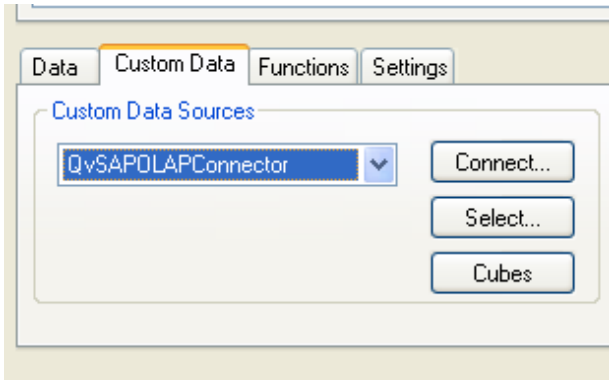 Data Custom Data Functions Settings
Custom Data Sources
QvSAPOLAPConnector Connect...
Select...
Cubes